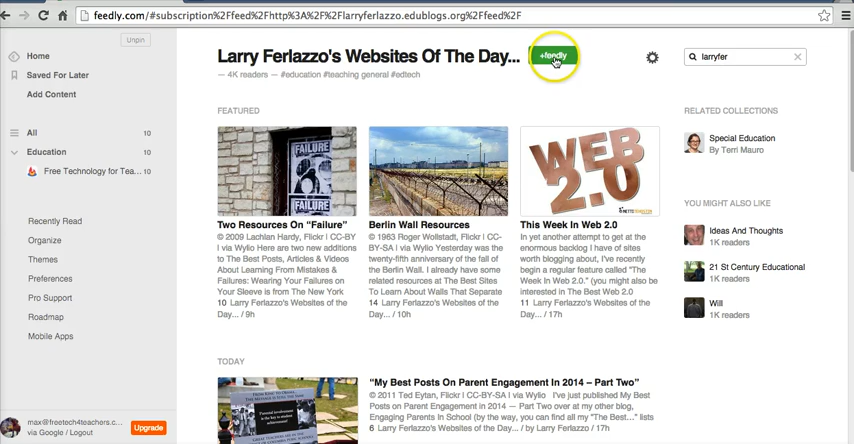 feedly.com/#subscription%2Ffeed%2Fhttp%3A%2F%2Flarryferlazzo.edublogs.org%2Ffeed%2F
Unpin
Home
Saved For Later
Add Content
All 10
Education 10
Free Technology for Tea... 10
Recently Read
Organize
Themes
Preferences
Pro Support
Roadmap
Mobile Apps
max@freetech4teachers.c...
via Google / Logout
Upgrade
Larry Ferlazzo's Websites Of The Day...
+feedly
— 4K readers — #education #teaching general #edtech
FEATURED
FAILURE
FAILURE
WEB
2.0
Two Resources On “Failure”
© 2009 Lachlan Hardy, Flickr | CC-BY
| via Wylio Here are two new additions
to The Best Posts, Articles & Videos
About Learning From Mistakes &
Failures: Wearing Your Failures on
Your Sleeve is from The New York
10 Larry Ferlazzo's Websites of the
Day... / 9h
Berlin Wall Resources
© 1963 Roger Wollstadt, Flickr | CC-
BY-SA | via Wylio Yesterday was the
twenty-fifth anniversary of the fall of
the Berlin Wall. I already have some
related resources at The Best Sites
To Learn About Walls That Separate
14 Larry Ferlazzo's Websites of the
Day... / 10h
This Week In Web 2.0
In yet another attempt to get at the
enormous backlog I have of sites
worth blogging about, I've recently
begin a regular feature called “The
Week In Web 2.0.” (you might also be
interested in The Best Web 2.0
11 Larry Ferlazzo's Websites of the
Day... / 17h
TODAY
“My Best Posts On Parent Engagement In 2014 – Part Two”
© 2011 Ted Eytan, Flickr | CC-BY-SA | via Wylio I've just published My Best
Posts on Parent Engagement in 2014 — Part Two over at my other blog,
Engaging Parents In School (by the way, you can find all my “The Best...” lists
6 Larry Ferlazzo's Websites of the Day... / by Larry Ferlazzo / 17h
larryfer
RELATED COLLECTIONS
Special Education
By Terri Mauro
YOU MIGHT ALSO LIKE
Ideas And Thoughts
1K readers
21 St Century Educational
1K readers
Will
1K readers